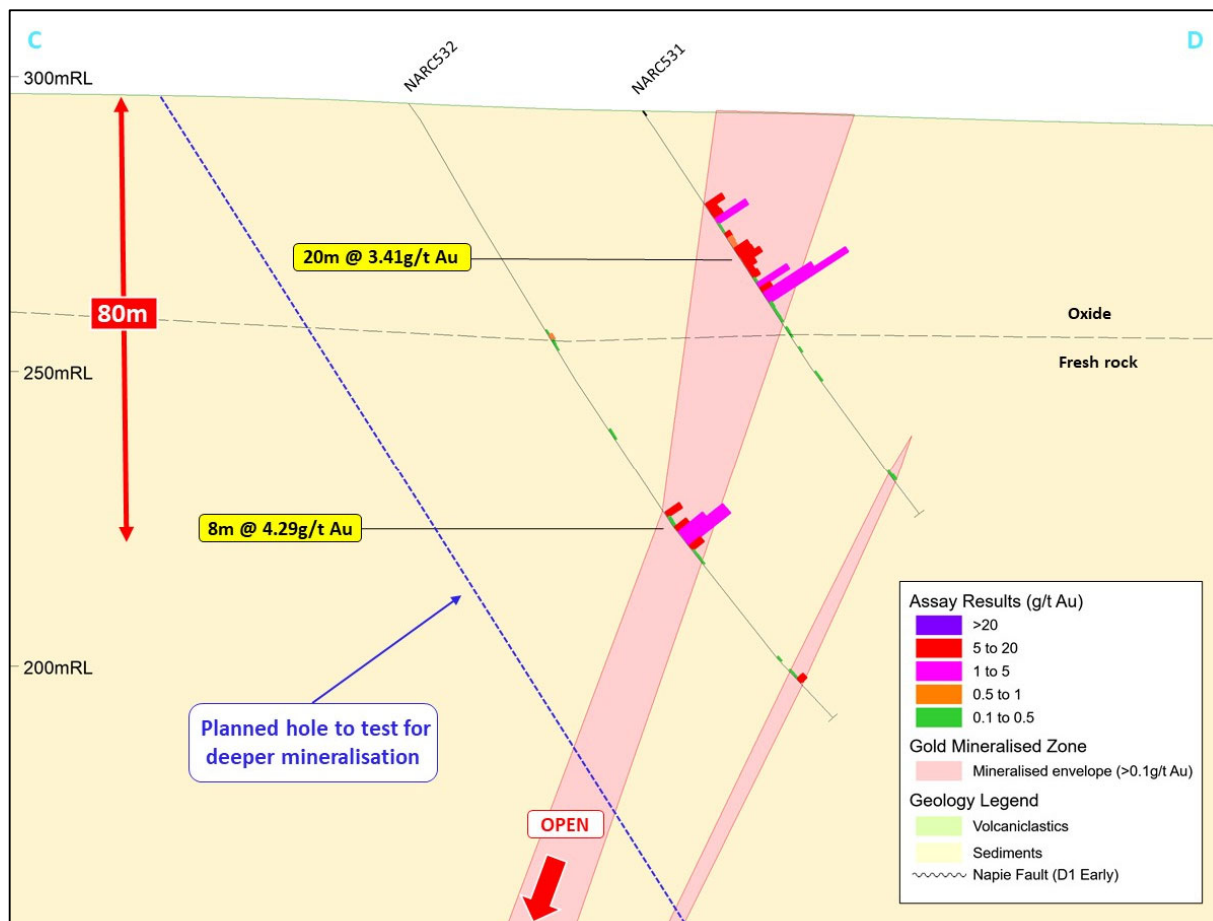 C
D
300mRL
NARC532
NARC531
20m @ 3.41g/t Au
80m
Oxide
250mRL
Fresh rock
8m @ 4.29g/t Au
200mRL
Planned hole to test for
deeper mineralisation
OPEN
Assay Results (g/t Au)
>20
5 to 20
1 to 5
0.5 to 1
0.1 to 0.5
Gold Mineralised Zone
Mineralised envelope (>0.1g/t Au)
Geology Legend
Volcaniclastics
Sediments
Napie Fault (D1 Early)